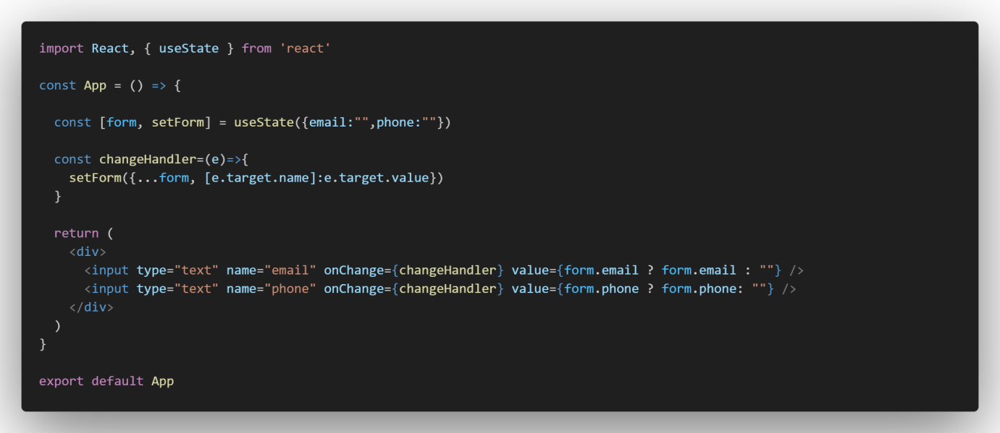 import React, { useState } from 'react'
const App = () => {
const [form, setForm] = useState({email:"",phone:""})
const changeHandler=(e)=>{
setForm({...form, [e.target.name]:e.target.value})
}
return (
<div>
<input type="text" name="email" onChange={changeHandler} value={form.email ? form.email : ""} />
<input type="text" name="phone" onChange={changeHandler} value={form.phone ? form.phone: ""} />
</div>
)
}
export default App